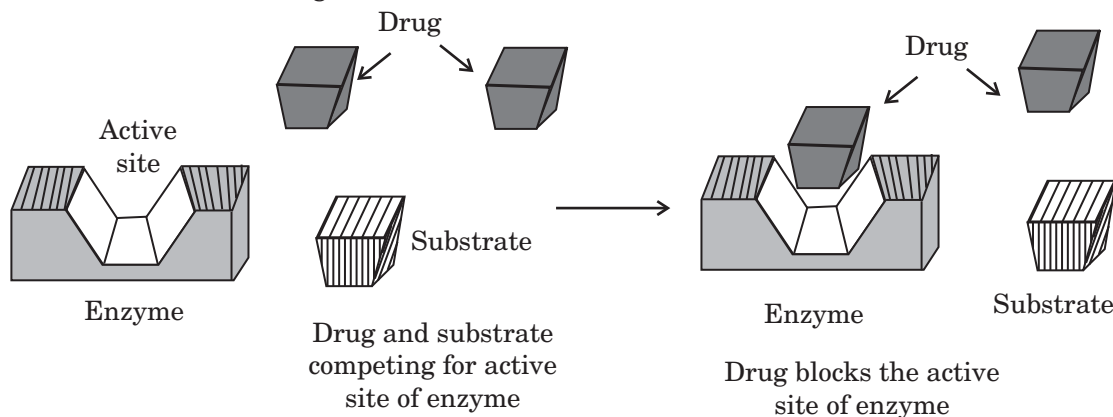 Drug
Active
site
Substrate
Enzyme
Drug and substrate
competing for active
site of enzyme
Drug
Enzyme
Substrate
Drug blocks the active
site of enzyme